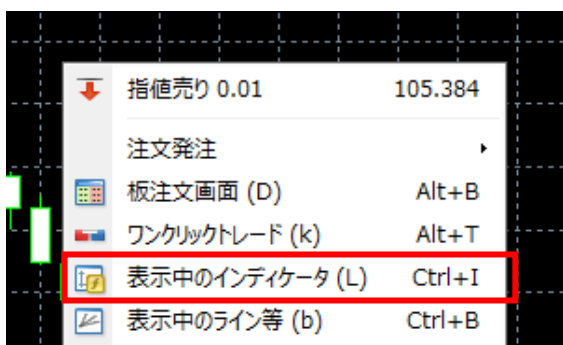 指値売り 0.01 105.384
注文発注
板注文画面 (D) Alt+B
ワンクリックトレード (k) Alt+T
表示中のインディケータ (L) Ctrl+I
表示中のライン等 (b) Ctrl+B